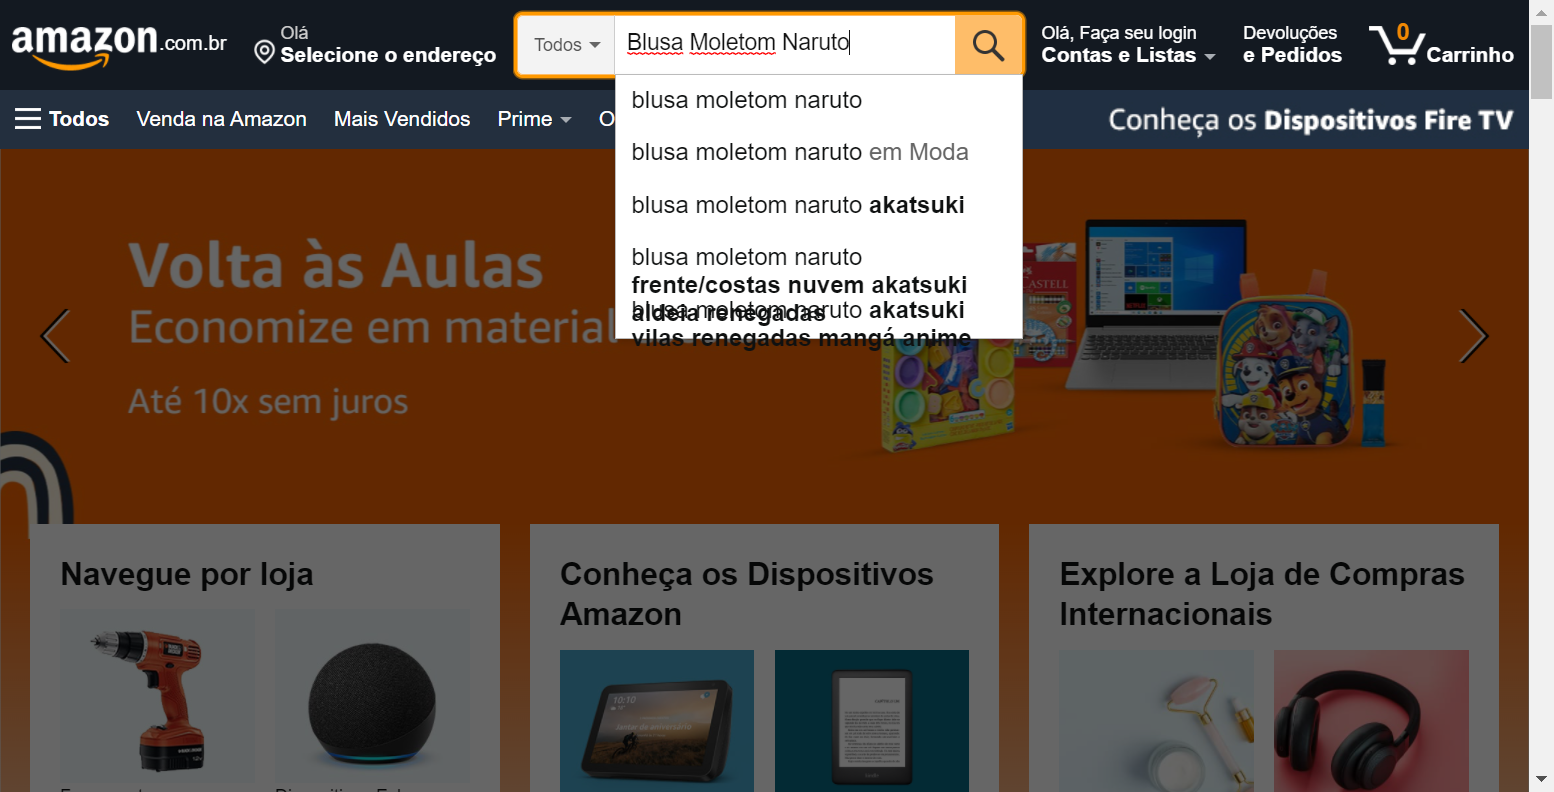 amazon.com.br
Olá
Selecione o endereço
Todos
Blusa Moletom Naruto
Olá, Faça seu login
Contas e Listas
Devoluções
e Pedidos
0
Carrinho
Todos
Venda na Amazon
Mais Vendidos
Prime
O
Conheça os Dispositivos Fire TV
blusa moletom naruto
blusa moletom naruto em Moda
blusa moletom naruto akatsuki
blusa moletom naruto
frente/costas nuvem akatsuki
aldeia renegadas
blusa moletom naruto akatsuki
vilas renegadas mangá anime
Volta às Aulas
Economize em material
Até 10x sem juros
Navegue por loja
Conheça os Dispositivos
Amazon
Explore a Loja de Compras
Internacionais
10:10